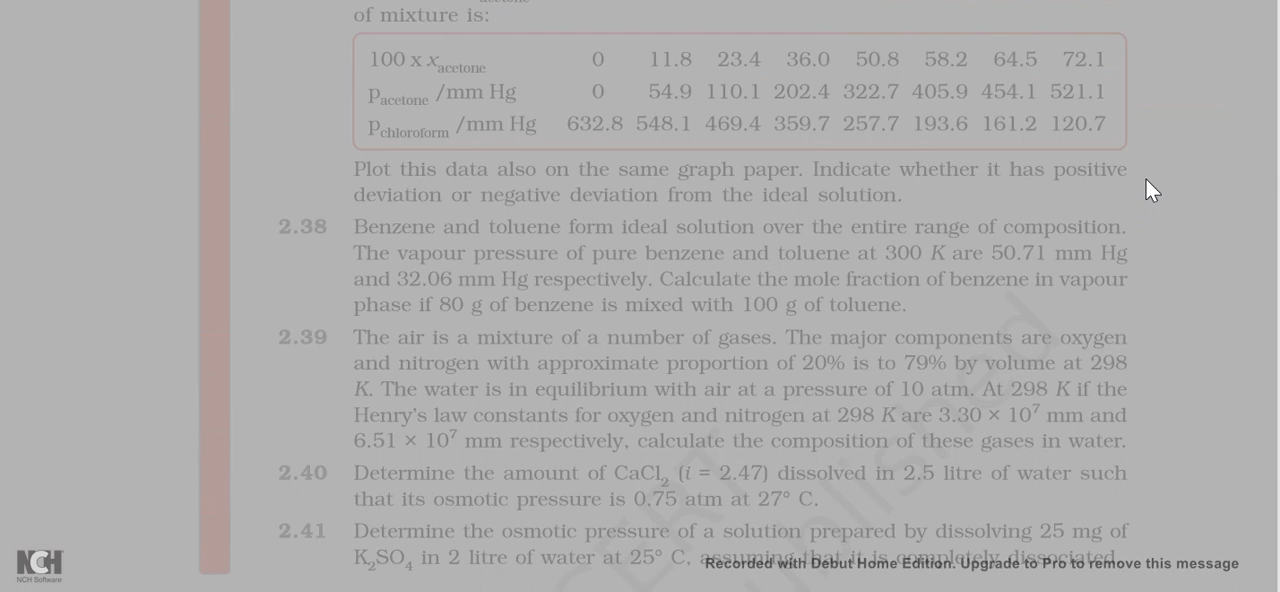 acetone
of mixture is:
100 x xacetone 0 11.8 23.4 36.0 50.8 58.2 64.5 72.1
pacetone /mm Hg 0 54.9 110.1 202.4 322.7 405.9 454.1 521.1
pchloroform /mm Hg 632.8 548.1 469.4 359.7 257.7 193.6 161.2 120.7
Plot this data also on the same graph paper. Indicate whether it has positive
deviation or negative deviation from the ideal solution.
2.38 Benzene and toluene form ideal solution over the entire range of composition.
The vapour pressure of pure benzene and toluene at 300 K are 50.71 mm Hg
and 32.06 mm Hg respectively. Calculate the mole fraction of benzene in vapour
phase if 80 g of benzene is mixed with 100 g of toluene.
2.39 The air is a mixture of a number of gases. The major components are oxygen
and nitrogen with approximate proportion of 20% is to 79% by volume at 298
K. The water is in equilibrium with air at a pressure of 10 atm. At 298 K if the
Henry's law constants for oxygen and nitrogen at 298 K are 3.30 × 10⁷ mm and
6.51 × 10⁷ mm respectively, calculate the composition of these gases in water.
2.40 Determine the amount of CaCl₂ (i = 2.47) dissolved in 2.5 litre of water such
that its osmotic pressure is 0.75 atm at 27° C.
2.41 Determine the osmotic pressure of a solution prepared by dissolving 25 mg of
K₂SO₄ in 2 litre of water at 25° C, assuming that it is completely dissociated.
Recorded with Debut Home Edition. Upgrade to Pro to remove this message
NCH
NCH Software